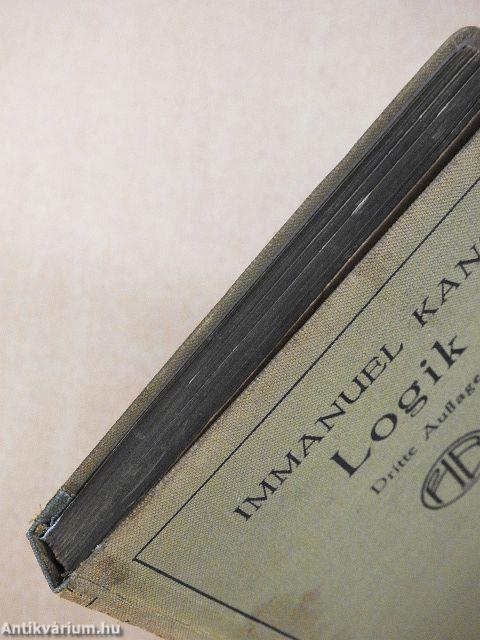 IMMANUEL KAN
Logik
Dritte Auflage
Antikvárium.hu